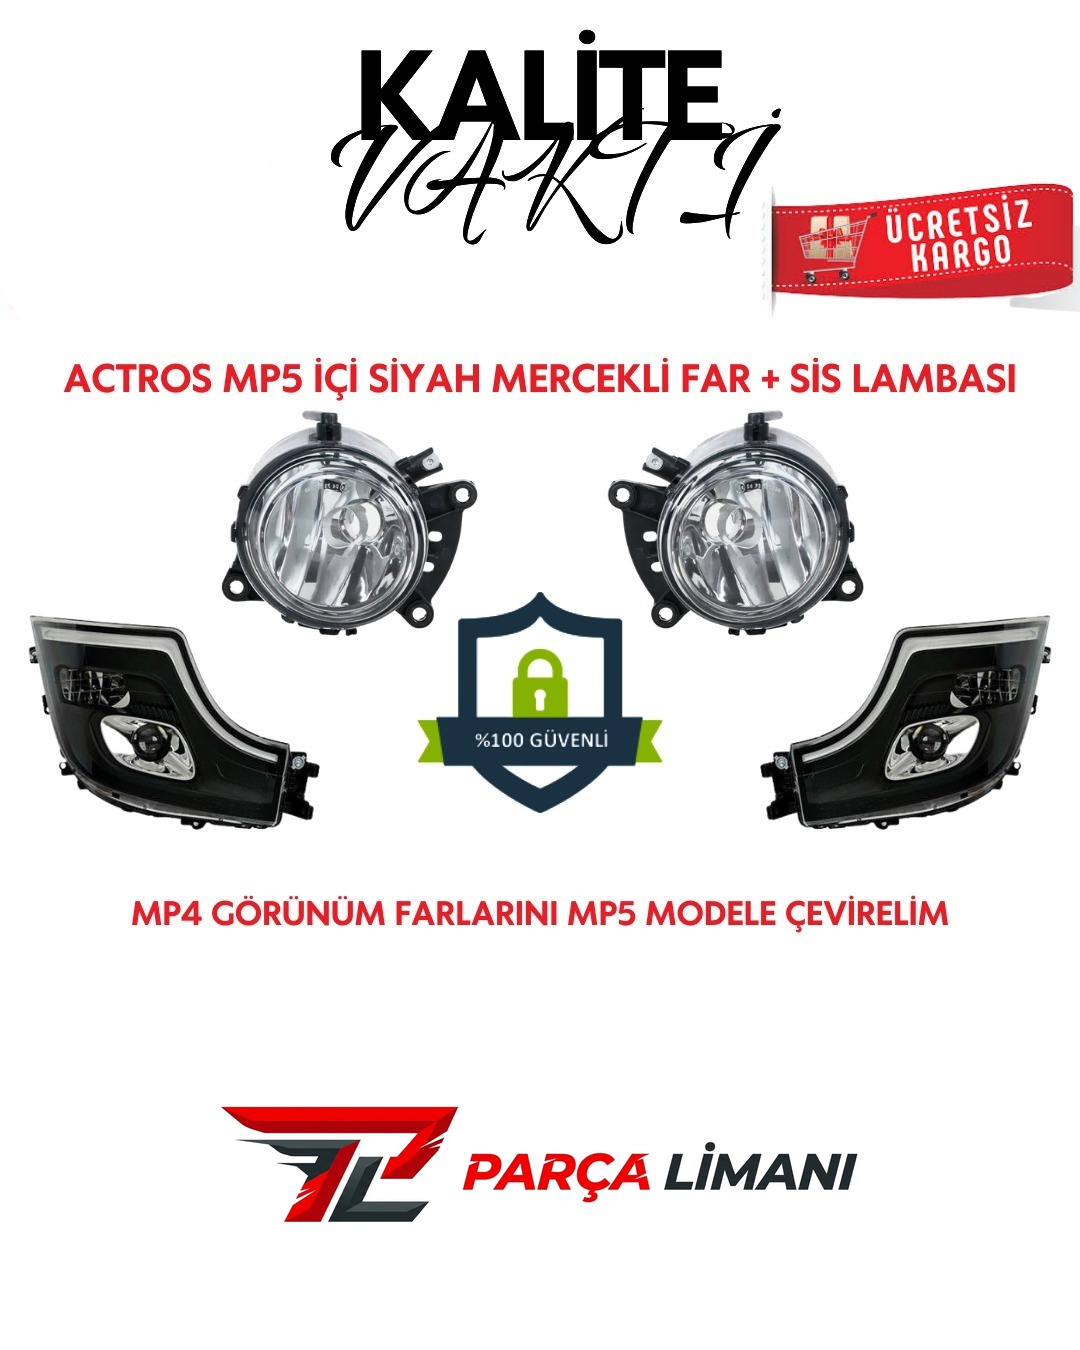 KALİTE
VAKTİ
ÜCRETSİZ
KARGO
ACTROS MP5 İÇİ SİYAH MERCEKLİ FAR + SİS LAMBASI
%100 GÜVENLİ
MP4 GÖRÜNÜM FARLARINI MP5 MODELE ÇEVİRELİM
PARÇA LİMANI